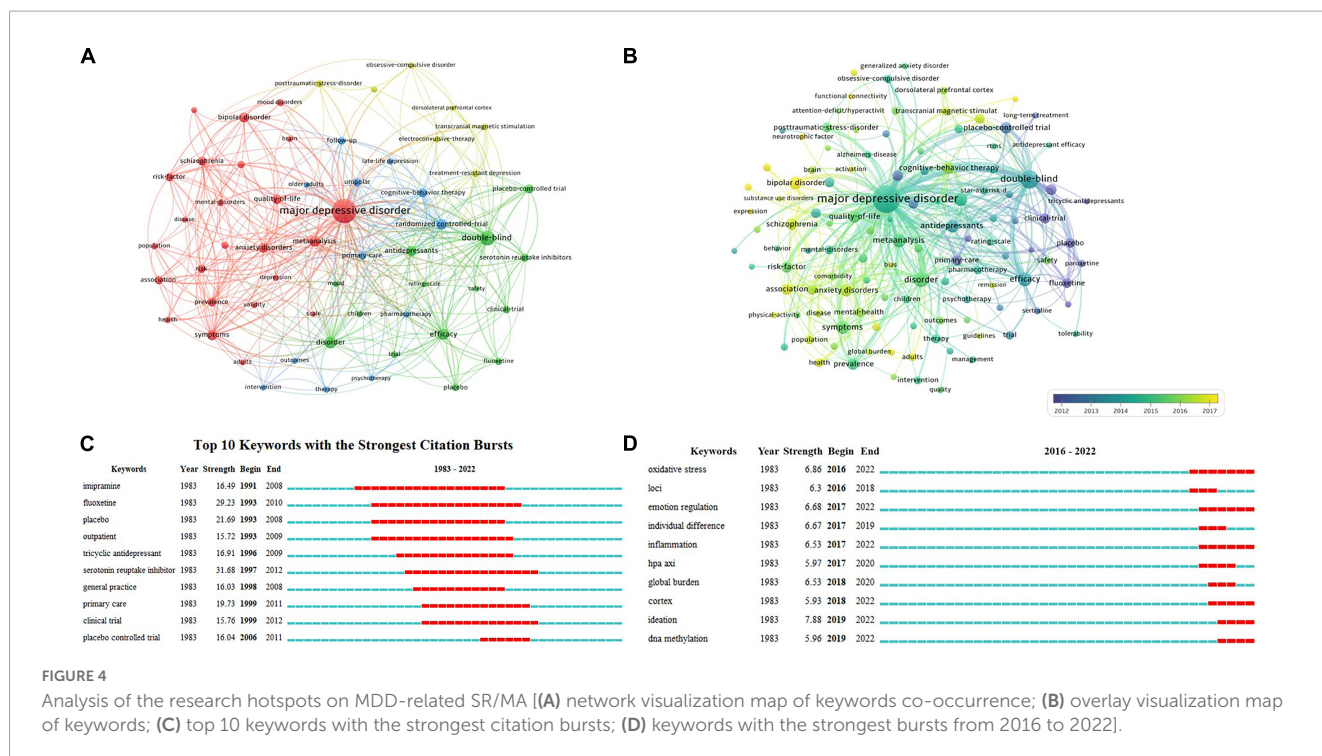 A
obsessive-compulsive disorder
posttraumatic-stress-disorder
mood disorders
dorsolateral prefrontal cortex
bipolar disorder
transcranial magnetic stimulation
brain
follow-up
electroconvulsive-therapy
schizophrenia
late-life depression
risk-factor
treatment-resistant depression
older adults
unipolar
cognitive-behavior therapy
placebo-controlled trial
mental-disorders
quality-of-life
major depressive disorder
disease
randomized controlled-trial
double-blind
population
anxiety disorders
metaanalysis
antidepressants
primary-care
serotonin reuptake inhibitors
risk
association
depression
mood
rating-scale
safety
prevalence
validity
health
scale
children
pharmacotherapy
clinical-trial
symptoms
disorder
efficacy
adults
outcomes
trial
fluoxetine
intervention
therapy
psychotherapy
placebo
B
generalized anxiety disorder
obsessive-compulsive disorder
dorsolateral prefrontal cortex
functional connectivity
transcranial magnetic stimulat
attention-deficit/hyperactivit
long-term treatment
posttraumatic-stress-disorder
placebo-controlled trial
neurotrophic factor
rtms
antidepressant efficacy
alzheimers-disease
brain
activation
cognitive-behavior therapy
bipolar disorder
double-blind
substance use disorders
major depressive disorder
star-asterisk-d
tricyclic antidepressants
expression
quality-of-life
clinical-trial
schizophrenia
antidepressants
behavior
mental-disorders
metaanalysis
rating-scale
placebo
risk-factor
bias
primary-care
safety
paroxetine
pharmacotherapy
comorbidity
disorder
remission
efficacy
fluoxetine
association
anxiety disorders
children
psychotherapy
physical-activity
disease
mental-health
sertraline
symptoms
outcomes
guidelines
trial
tolerability
population
therapy
global burden
adults
management
health
prevalence
intervention
quality
2012 2013 2014 2015 2016 2017
C
Top 10 Keywords with the Strongest Citation Bursts
Keywords Year Strength Begin End 1983 - 2022
imipramine 1983 16.49 1991 2008
fluoxetine 1983 29.23 1993 2010
placebo 1983 21.69 1993 2008
outpatient 1983 15.72 1993 2009
tricyclic antidepressant 1983 16.91 1996 2009
serotonin reuptake inhibitor 1983 31.68 1997 2012
general practice 1983 16.03 1998 2008
primary care 1983 19.73 1999 2011
clinical trial 1983 15.76 1999 2012
placebo controlled trial 1983 16.04 2006 2011
D
Keywords Year Strength Begin End 2016 - 2022
oxidative stress 1983 6.86 2016 2022
loci 1983 6.3 2016 2018
emotion regulation 1983 6.68 2017 2022
individual difference 1983 6.67 2017 2019
inflammation 1983 6.53 2017 2022
hpa axi 1983 5.97 2017 2020
global burden 1983 6.53 2018 2020
cortex 1983 5.93 2018 2022
ideation 1983 7.88 2019 2022
dna methylation 1983 5.96 2019 2022
FIGURE 4
Analysis of the research hotspots on MDD-related SR/MA [(A) network visualization map of keywords co-occurrence; (B) overlay visualization map
of keywords; (C) top 10 keywords with the strongest citation bursts; (D) keywords with the strongest bursts from 2016 to 2022].